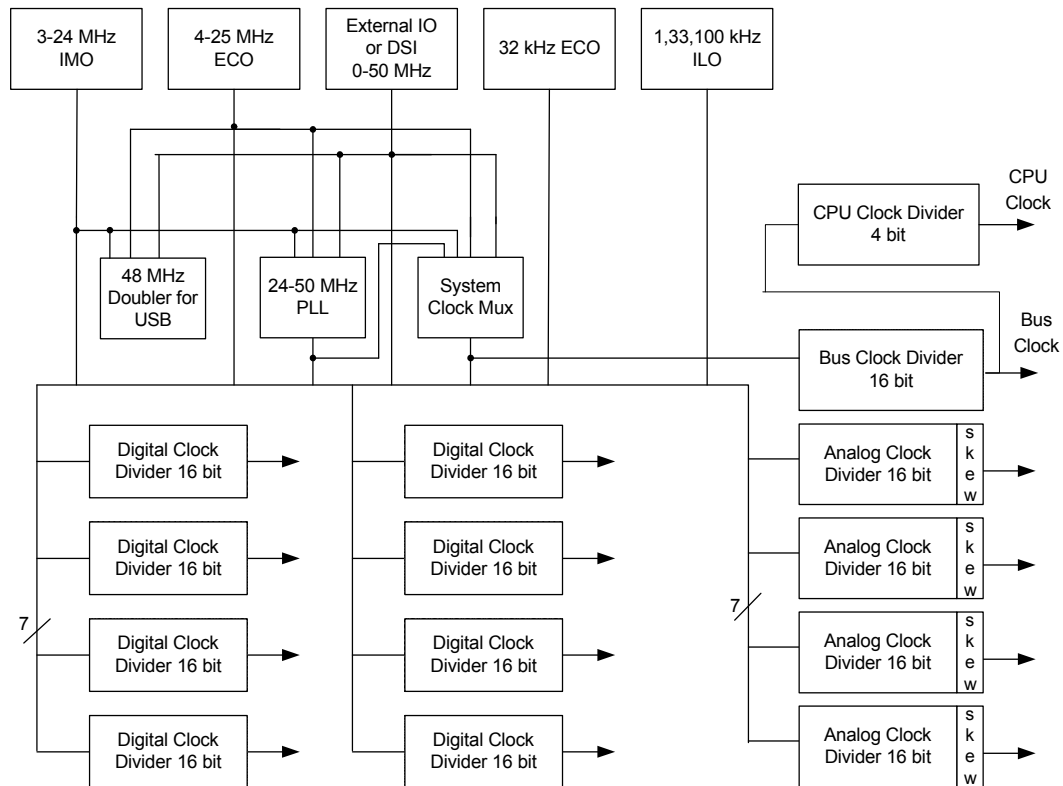 3-24 MHz
IMO
4-25 MHz
ECO
External IO
or DSI
0-50 MHz
32 kHz ECO
1,33,100 kHz
ILO
CPU Clock Divider
4 bit
CPU
Clock
48 MHz
Doubler for
USB
24-50 MHz
PLL
System
Clock Mux
Bus Clock Divider
16 bit
Bus
Clock
Digital Clock
Divider 16 bit
Digital Clock
Divider 16 bit
Analog Clock
Divider 16 bit
s
k
e
w
Digital Clock
Divider 16 bit
Digital Clock
Divider 16 bit
Analog Clock
Divider 16 bit
s
k
e
w
7
7
Digital Clock
Divider 16 bit
Digital Clock
Divider 16 bit
Analog Clock
Divider 16 bit
s
k
e
w
Digital Clock
Divider 16 bit
Digital Clock
Divider 16 bit
Analog Clock
Divider 16 bit
s
k
e
w